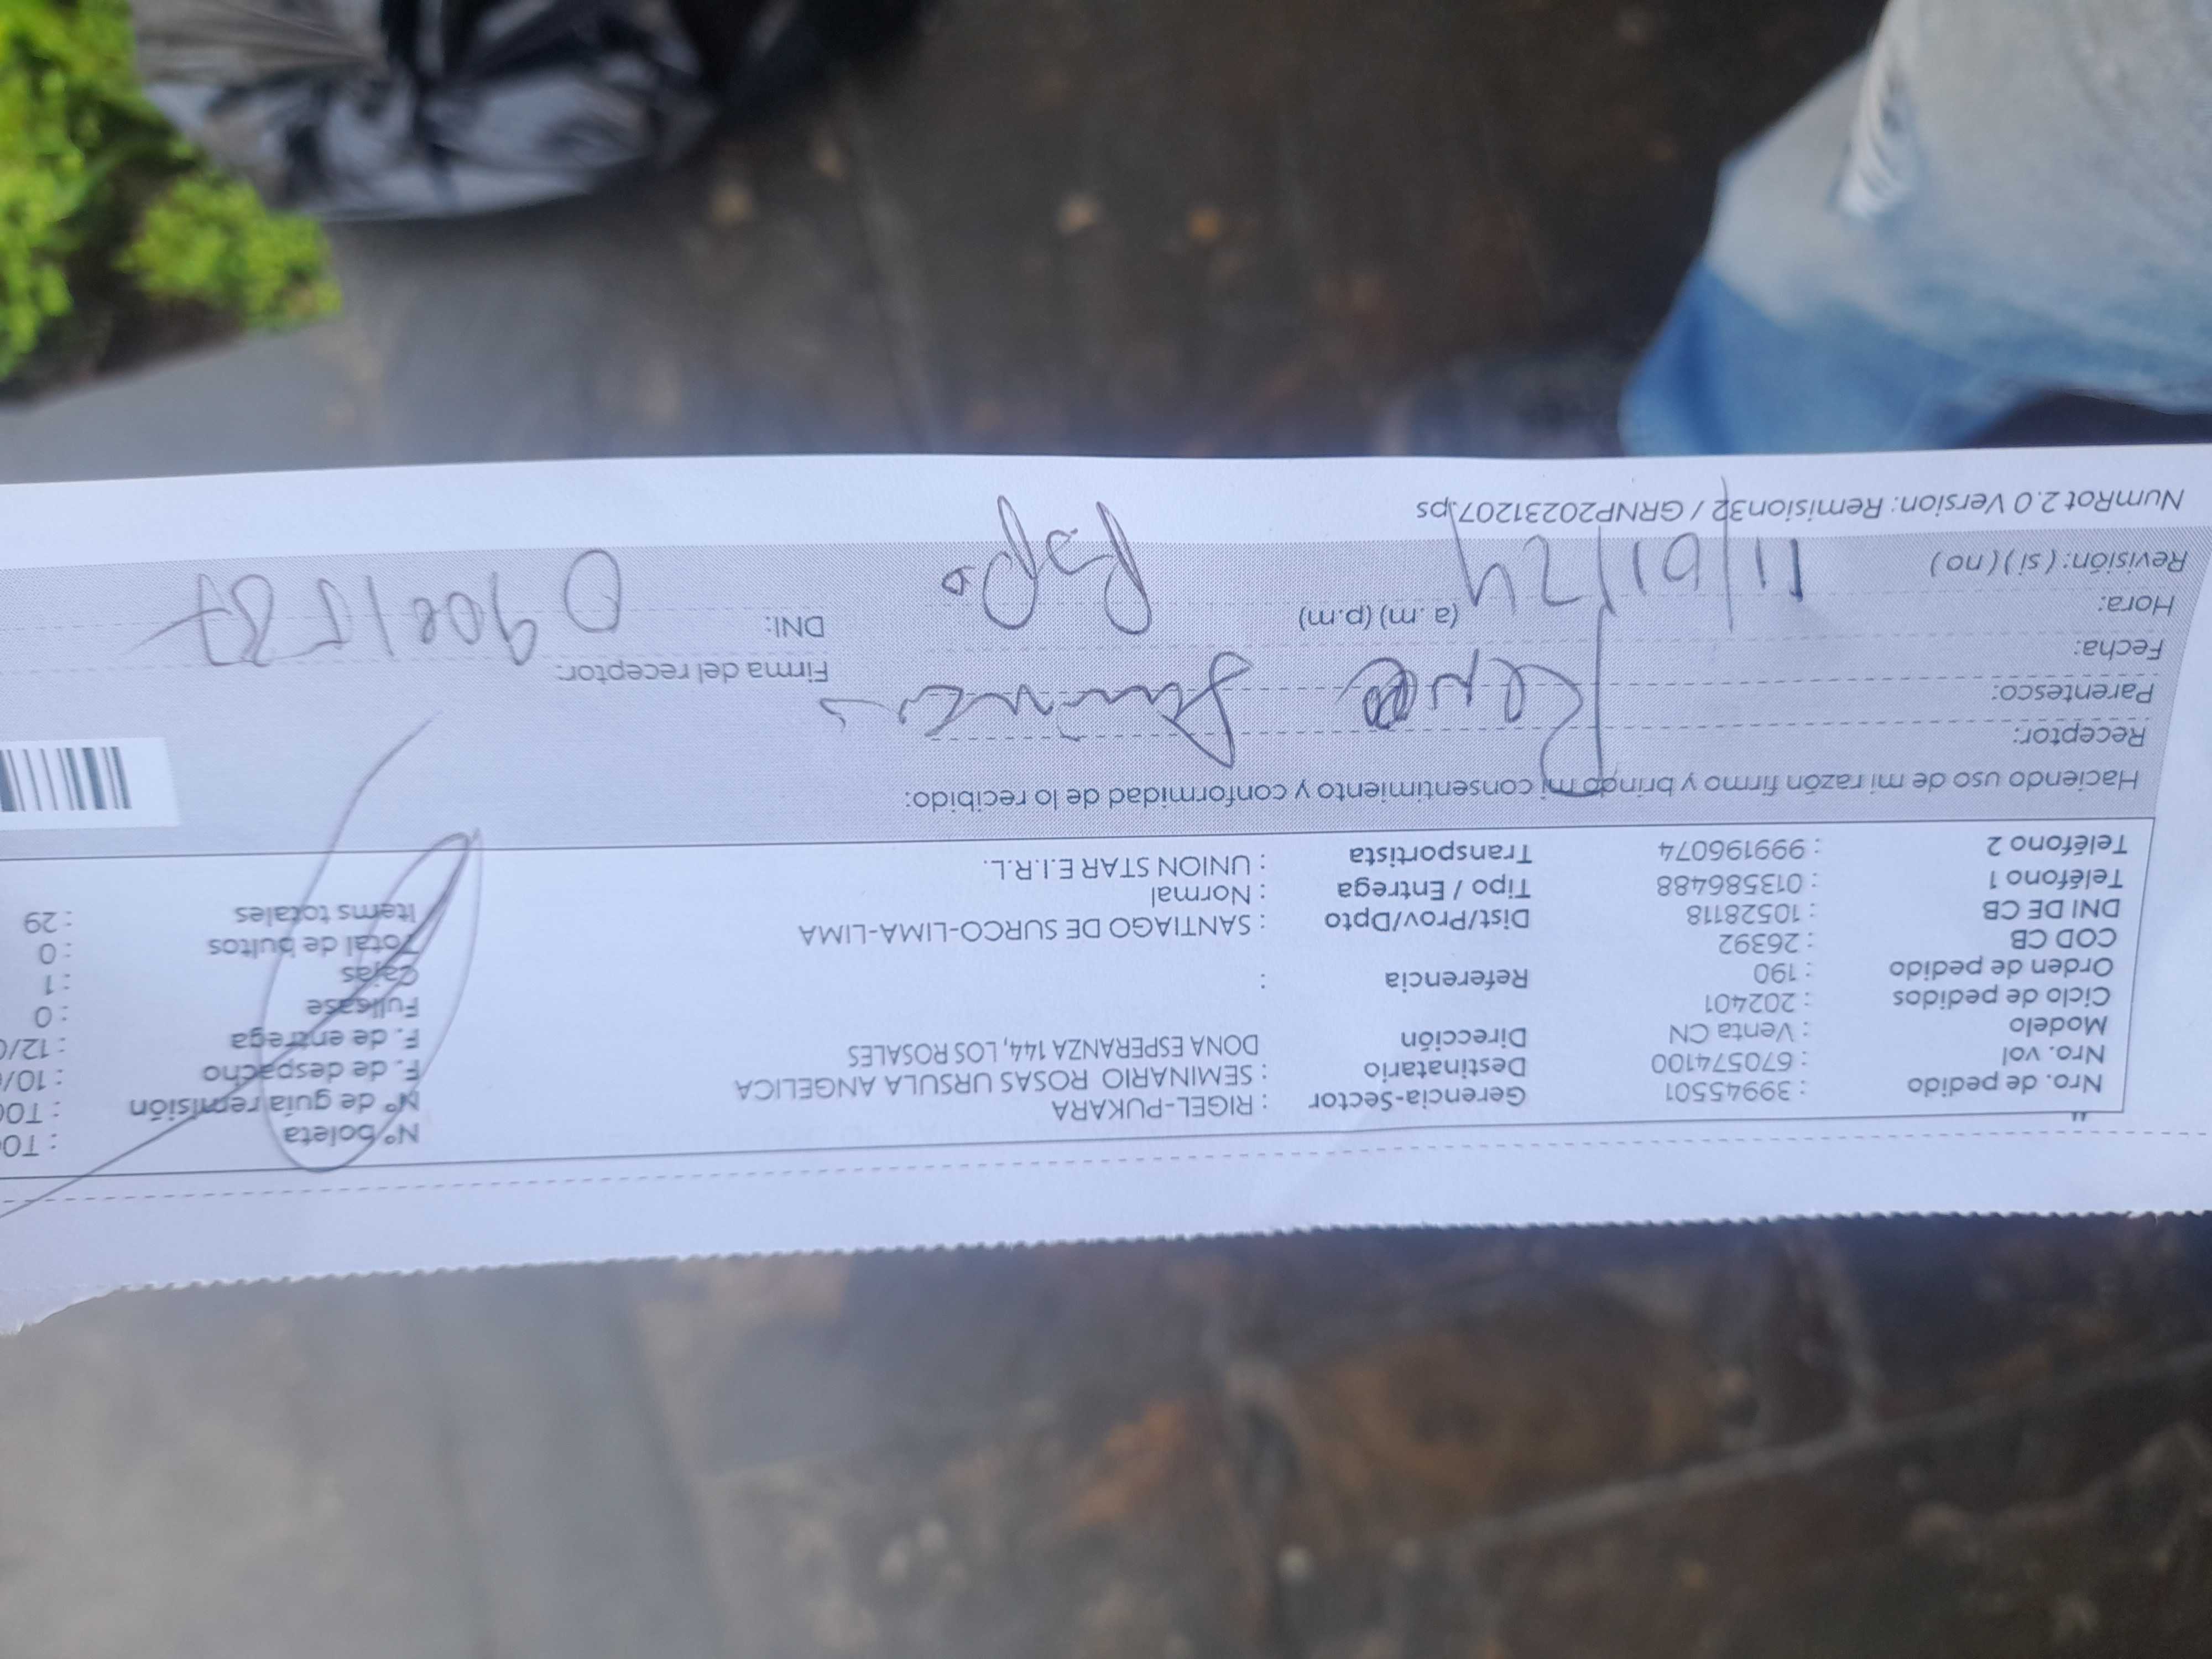 Nro. de pedido : 39945501 Gerencia-Sector : RIGEL-PUKARA Nº boleta : T00
Nro. vol : 670574100 Destinatario : SEMINARIO ROSAS URSULA ANGELICA Nº de guía remisión : T00
Modelo : Venta CN Dirección DONA ESPERANZA 144, LOS ROSALES F. de despacho : 10/
Ciclo de pedidos : 202401 F. de entrega : 12/0
Orden de pedido : 190 Referencia : Fullcase : 0
COD CB : 26392 Cajas : 1
DNI DE CB : 10528118 Dist/Prov/Dpto : SANTIAGO DE SURCO-LIMA-LIMA Total de bultos : 0
Teléfono 1 : 013586488 Tipo / Entrega : Normal Items totales : 29
Teléfono 2 : 999196074 Transportista : UNION STAR E.I.R.L.
Haciendo uso de mi razón firmo y brindo mi consentimiento y conformidad de lo recibido:
Receptor:
Parentesco: Firma del receptor:
Fecha: DNI:
Hora: 11/01/24 (a.m) (p.m) Papa
Revisión: ( si ) ( no )
NumRot 2.0 Version: Remision32 / GRNP20231207.ps